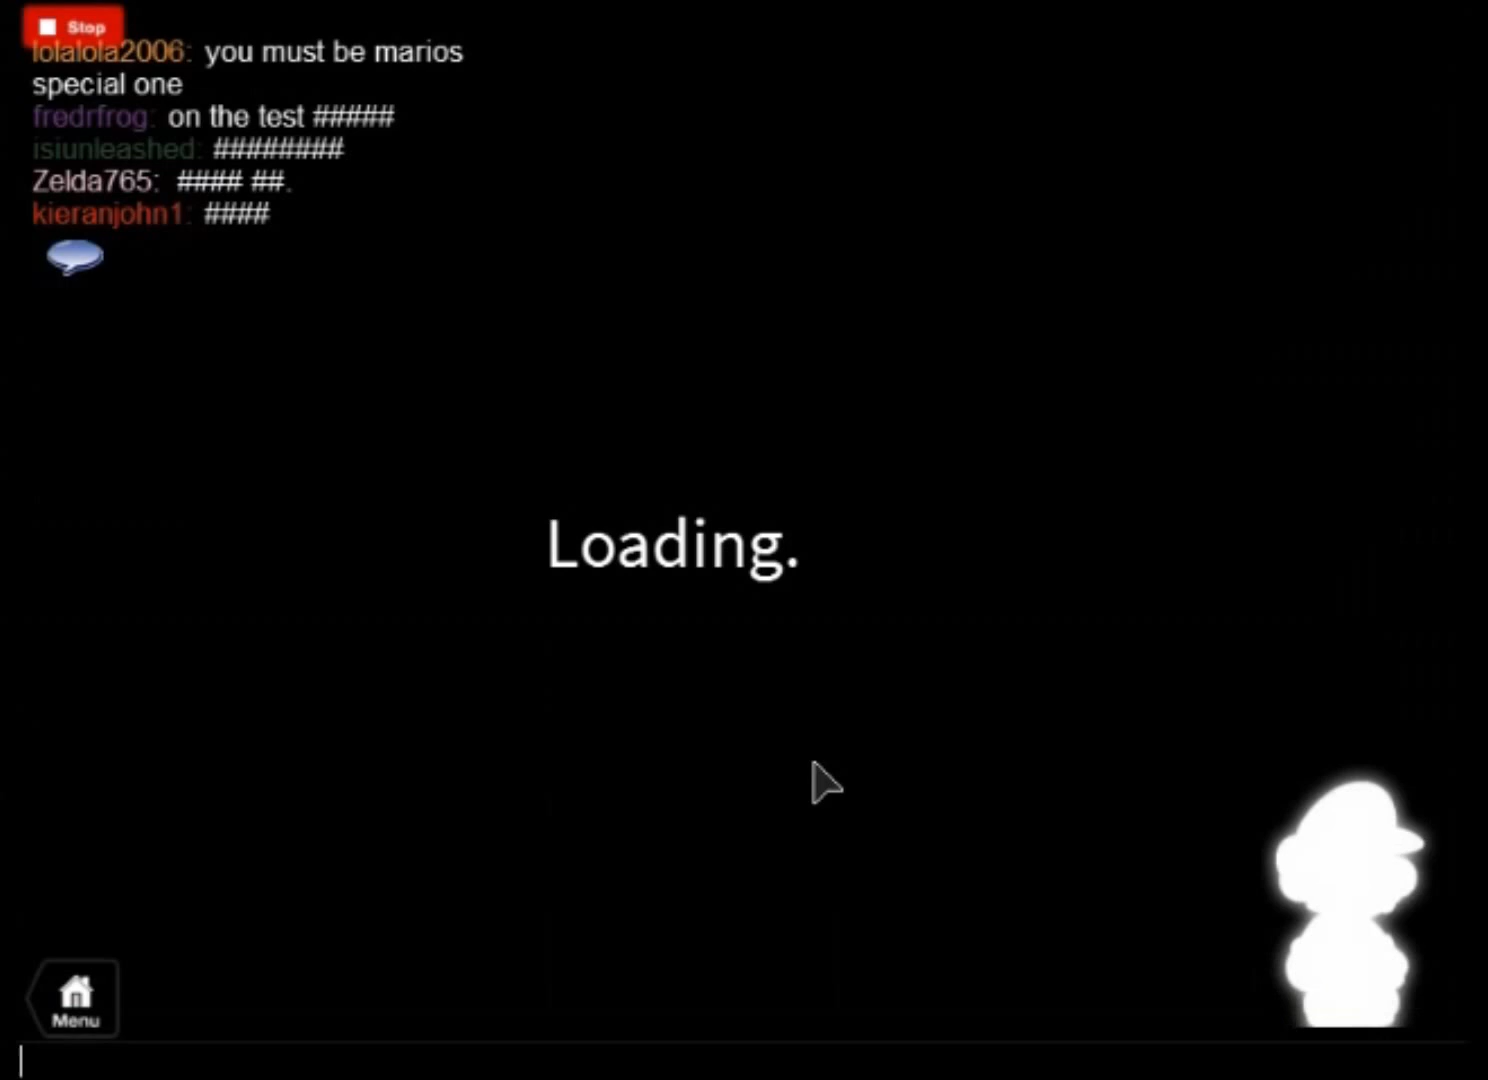 Stop
lolalola2006: you must be marios
special one
fredrfrog: on the test #####
isiunleashed: ########
Zelda765: #### ##.
kieranjohn1: ####
Loading.
Menu